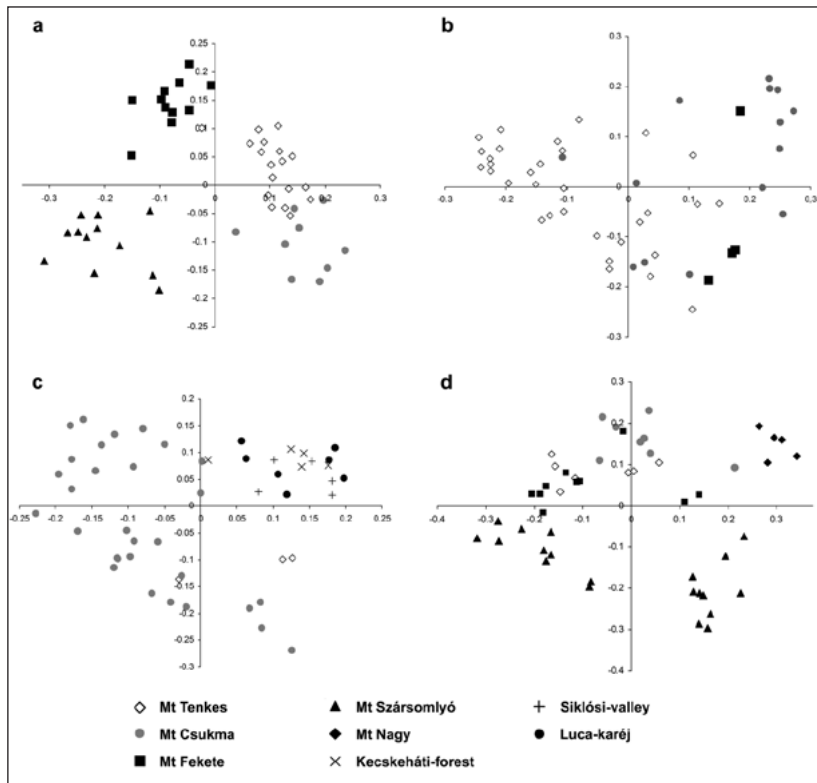 a
0.25
0.2
0.15
0.1
0.05
-0.3 -0.2 -0.1 0 0.1 0.2 0.3
-0.05
-0.1
-0.15
-0.2
-0.25
b
0.3
0.2
0.1
-0.3 -0.2 -0.1 0 0.1 0.2 0.3
-0.1
-0.2
-0.3
c
0.2
0.15
0.1
0.05
-0.25 -0.2 -0.15 -0.1 -0.05 0 0.05 0.1 0.15 0.2 0.25
-0.05
-0.1
-0.15
-0.2
-0.25
-0.3
d
0.3
0.2
0.1
-0.4 -0.3 -0.2 -0.1 0 0.1 0.2 0.3
-0.1
-0.2
-0.3
-0.4
Mt Tenkes
Mt Szársomlyó
Siklósi-valley
Mt Csukma
Mt Nagy
Luca-karéj
Mt Fekete
Kecskeháti-forest